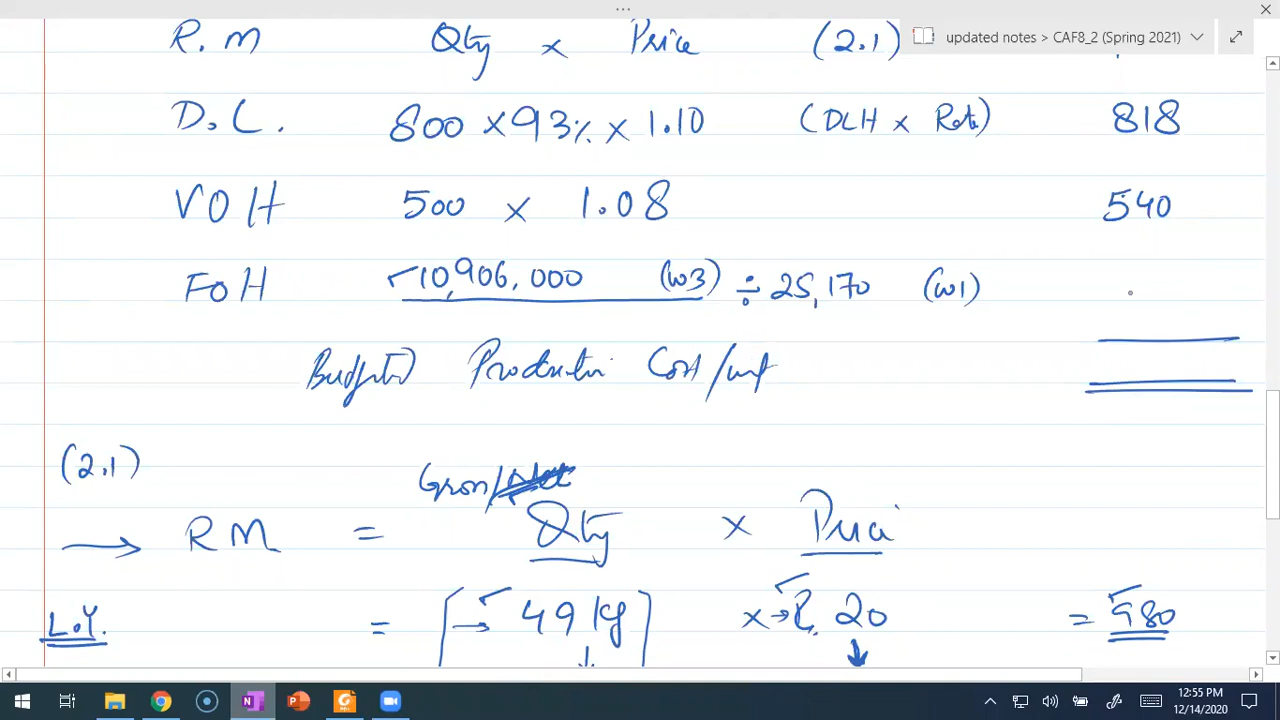 ...
updated notes > CAF8_2 (Spring 2021)
R.M Qty x Price (2.1)
D.L. 800 x 93% x 1.10 (DLH x Rate) 818
VOH 500 x 1.08 540
FOH 10,906,000 (w3) ÷ 25,170 (w1)
Budgeted Production Cost/unit
(2.1)
Gross/
RM = Qty x Price
L.Y. = [49 kg] x R. 20 = 980
12:55 PM
12/14/2020